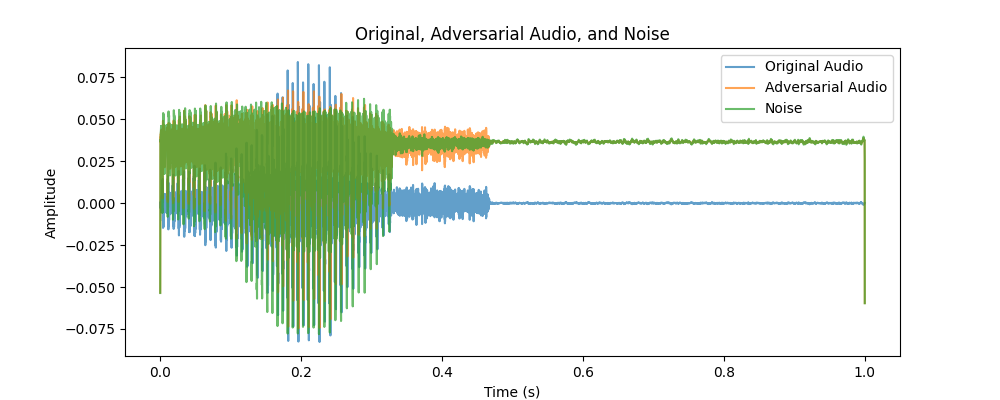 Original, Adversarial Audio, and Noise
Original Audio
Adversarial Audio
Noise
Amplitude
0.075
0.050
0.025
0.000
−0.025
−0.050
−0.075
0.0 0.2 0.4 0.6 0.8 1.0
Time (s)